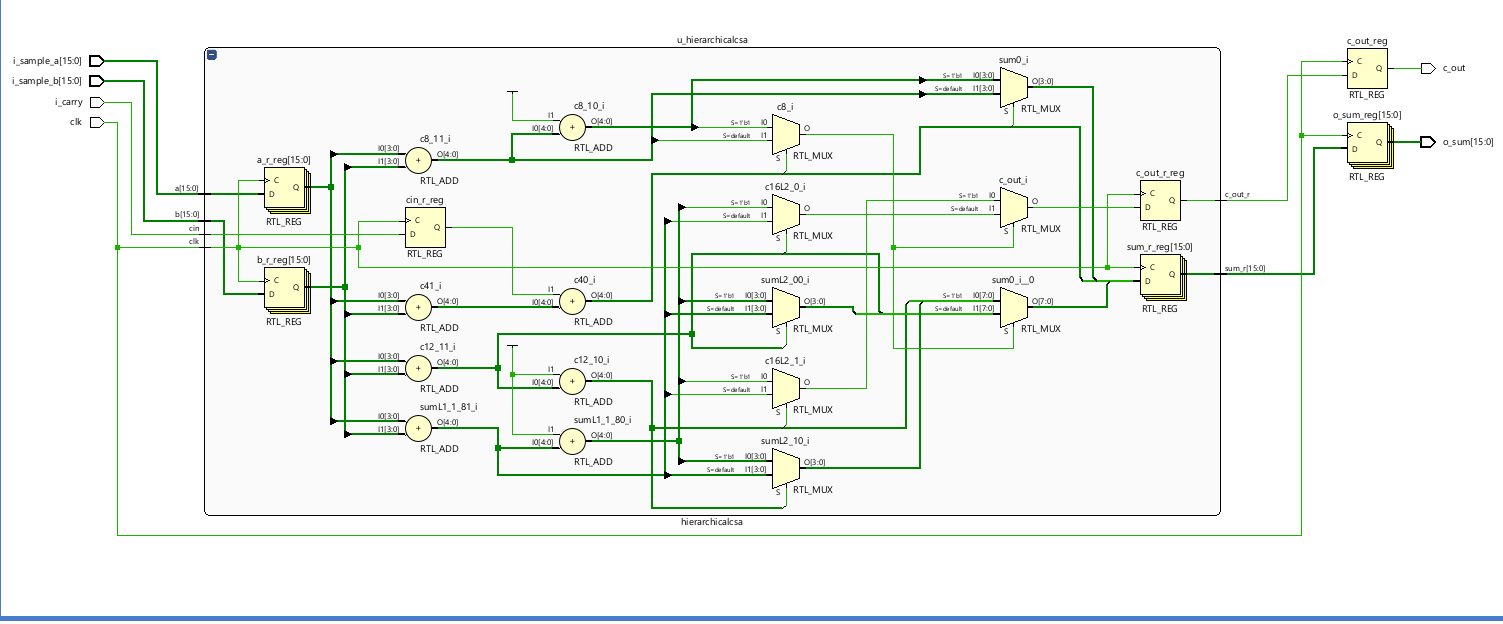 u_hierarchicalcsa
i_sample_a[15:0]
i_sample_b[15:0]
i_carry
clk
a[15:0]
b[15:0]
cin
clk
a_r_reg[15:0]
C
D
Q
RTL_REG
b_r_reg[15:0]
C
D
Q
RTL_REG
cin_r_reg
C
D
Q
RTL_REG
c8_11_i
I0[3:0]
I1[3:0]
+
O[4:0]
RTL_ADD
c41_i
I0[3:0]
I1[3:0]
+
O[4:0]
RTL_ADD
c12_11_i
I0[3:0]
I1[3:0]
+
O[4:0]
RTL_ADD
sumL1_1_81_i
I0[3:0]
I1[3:0]
+
O[4:0]
RTL_ADD
c8_10_i
I1
I0[4:0]
+
O[4:0]
RTL_ADD
c40_i
I1
I0[4:0]
+
O[4:0]
RTL_ADD
c12_10_i
I1
I0[4:0]
+
O[4:0]
RTL_ADD
sumL1_1_80_i
I1
I0[4:0]
+
O[4:0]
RTL_ADD
c8_i
S=1'b1 I0
S=default I1
O
S
RTL_MUX
c16L2_0_i
S=1'b1 I0
S=default I1
O
S
RTL_MUX
sumL2_00_i
S=1'b1 I0[3:0]
S=default I1[3:0]
O[3:0]
S
RTL_MUX
c16L2_1_i
S=1'b1 I0
S=default I1
O
S
RTL_MUX
sumL2_10_i
S=1'b1 I0[3:0]
S=default I1[3:0]
O[3:0]
S
RTL_MUX
sum0_i
S=1'b1 I0[3:0]
S=default I1[3:0]
O[3:0]
S
RTL_MUX
c_out_i
S=1'b1 I0
S=default I1
O
S
RTL_MUX
sum0_i__0
S=1'b1 I0[7:0]
S=default I1[7:0]
O[7:0]
S
RTL_MUX
c_out_r_reg
C
D
Q
RTL_REG
sum_r_reg[15:0]
C
D
Q
RTL_REG
c_out_r
sum_r[15:0]
c_out_reg
C
D
Q
RTL_REG
c_out
o_sum_reg[15:0]
C
D
Q
RTL_REG
o_sum[15:0]
hierarchicalcsa